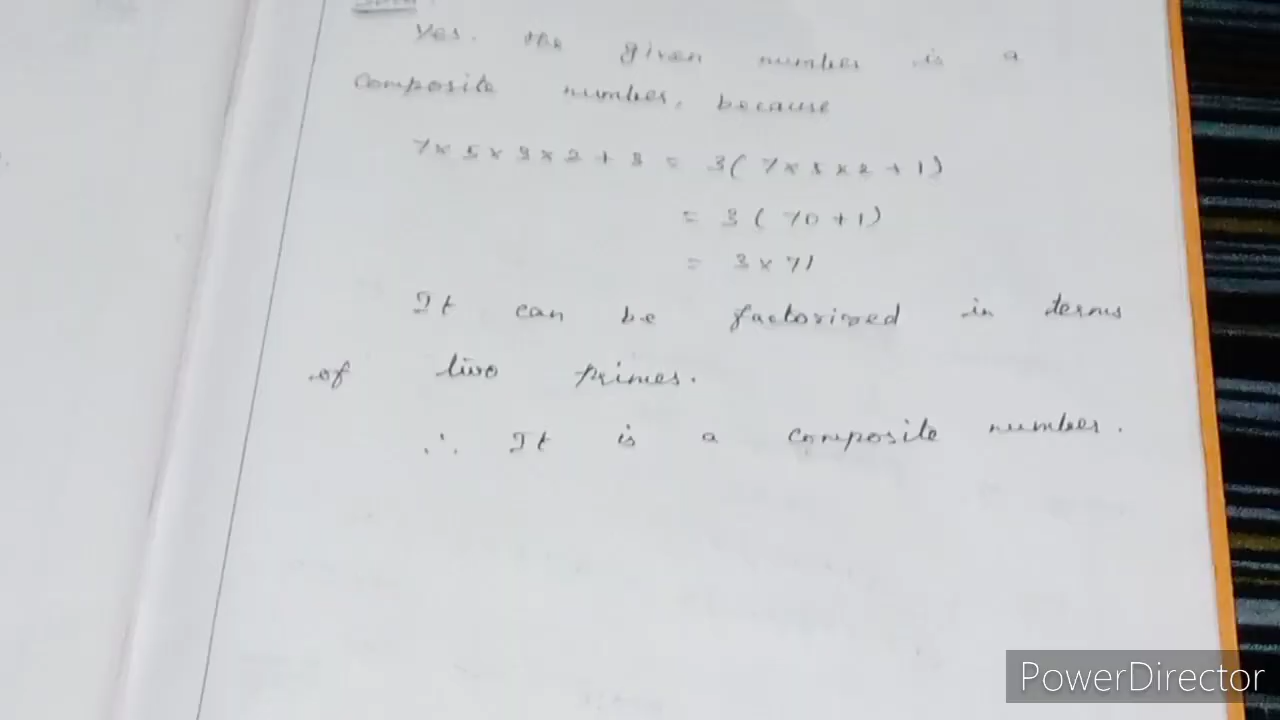 Yes. the given number is a
composite number, because
7 × 5 × 3 × 2 + 3 = 3 ( 7 × 5 × 2 + 1 )
= 3 ( 70 + 1 )
= 3 × 71
It can be factorized in terms
of two primes.
∴ It is a composite number.
PowerDirector